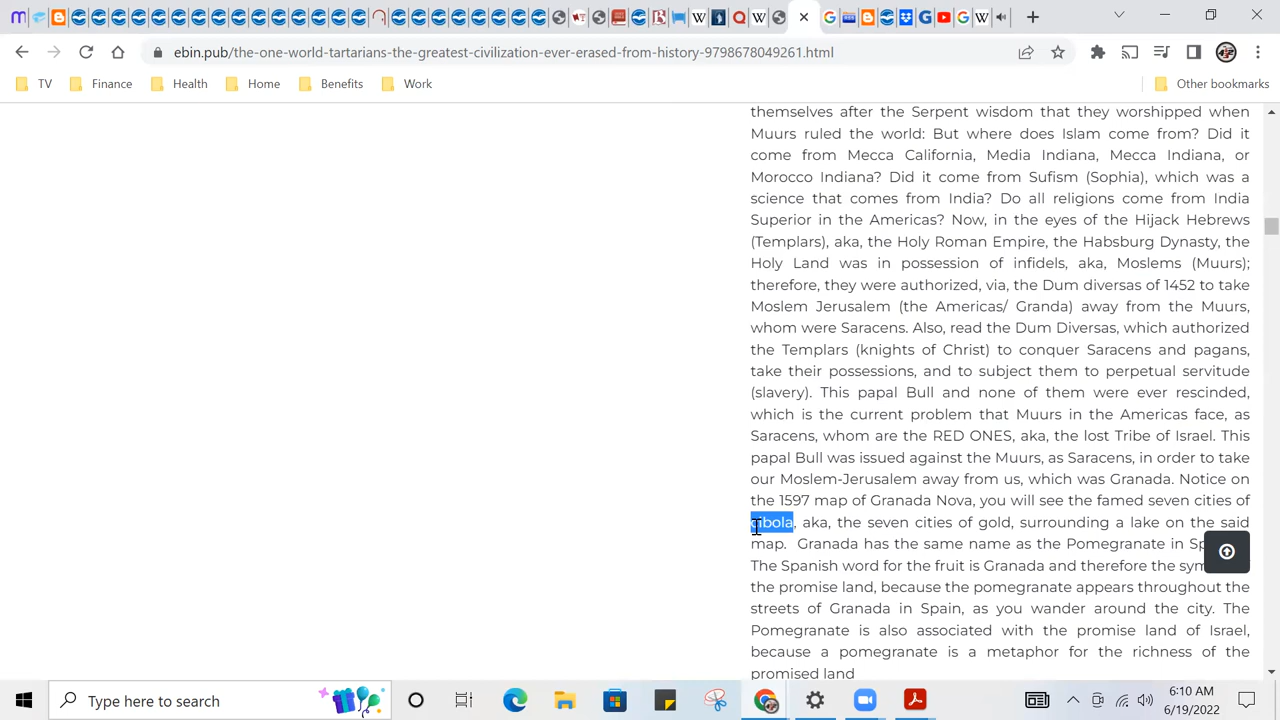 ebin.pub/the-one-world-tartarians-the-greatest-civilization-ever-erased-from-history-9798678049261.html
TV Finance Health Home Benefits Work Other bookmarks
themselves after the Serpent wisdom that they worshipped when
Muurs ruled the world: But where does Islam come from? Did it
come from Mecca California, Media Indiana, Mecca Indiana, or
Morocco Indiana? Did it come from Sufism (Sophia), which was a
science that comes from India? Do all religions come from India
Superior in the Americas? Now, in the eyes of the Hijack Hebrews
(Templars), aka, the Holy Roman Empire, the Habsburg Dynasty, the
Holy Land was in possession of infidels, aka, Moslems (Muurs);
therefore, they were authorized, via, the Dum diversas of 1452 to take
Moslem Jerusalem (the Americas/ Granda) away from the Muurs,
whom were Saracens. Also, read the Dum Diversas, which authorized
the Templars (knights of Christ) to conquer Saracens and pagans,
take their possessions, and to subject them to perpetual servitude
(slavery). This papal Bull and none of them were ever rescinded,
which is the current problem that Muurs in the Americas face, as
Saracens, whom are the RED ONES, aka, the lost Tribe of Israel. This
papal Bull was issued against the Muurs, as Saracens, in order to take
our Moslem-Jerusalem away from us, which was Granada. Notice on
the 1597 map of Granada Nova, you will see the famed seven cities of
cibola, aka, the seven cities of gold, surrounding a lake on the said
map. Granada has the same name as the Pomegranate in
The Spanish word for the fruit is Granada and therefore the
the promise land, because the pomegranate appears throughout the
streets of Granada in Spain, as you wander around the city. The
Pomegranate is also associated with the promise land of Israel,
because a pomegranate is a metaphor for the richness of the
promised land
Type here to search
6:10 AM
6/19/2022